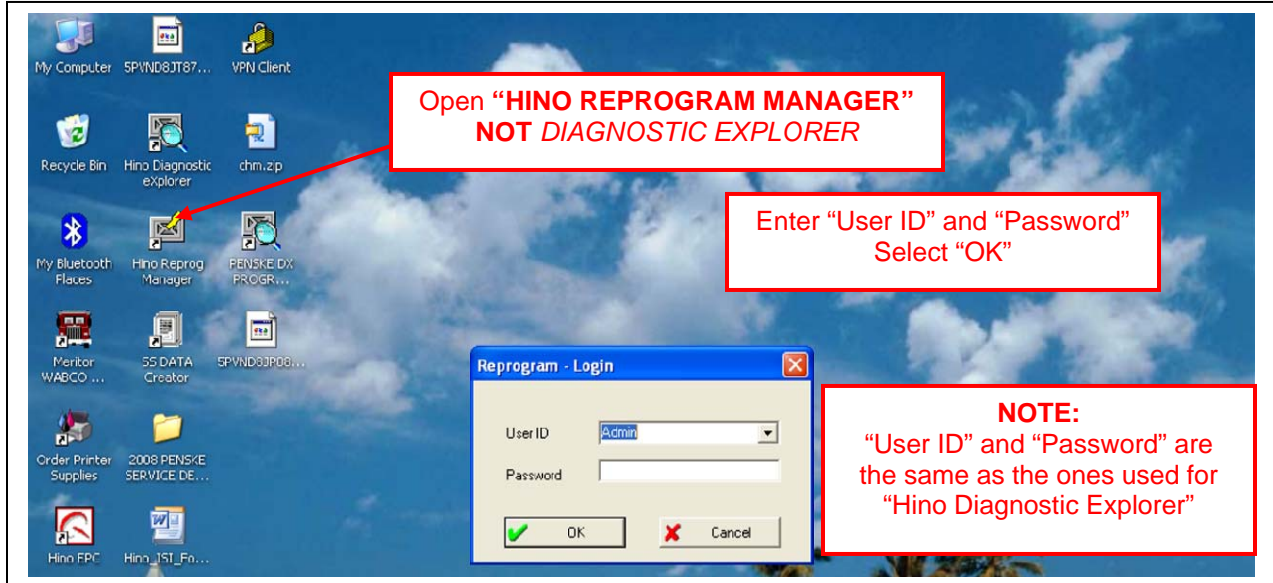 My Computer
5PVND8JT87...
VPN Client
Open “HINO REPROGRAM MANAGER”
NOT DIAGNOSTIC EXPLORER
Recycle Bin
Hino Diagnostic
eXplorer
chm.zip
Enter “User ID” and “Password”
Select “OK”
My Bluetooth
Places
Hino Reprog
Manager
PENSKE DX
PROGR...
Meritor
WABCO ...
SS DATA
Creator
5PVND8JP08...
Reprogram - Login
User ID
Admin
Password
OK
Cancel
NOTE:
“User ID” and “Password” are
the same as the ones used for
“Hino Diagnostic Explorer”
Order Printer
Supplies
2008 PENSKE
SERVICE DE...
Hino EPC
Hino_JSI_Fo...